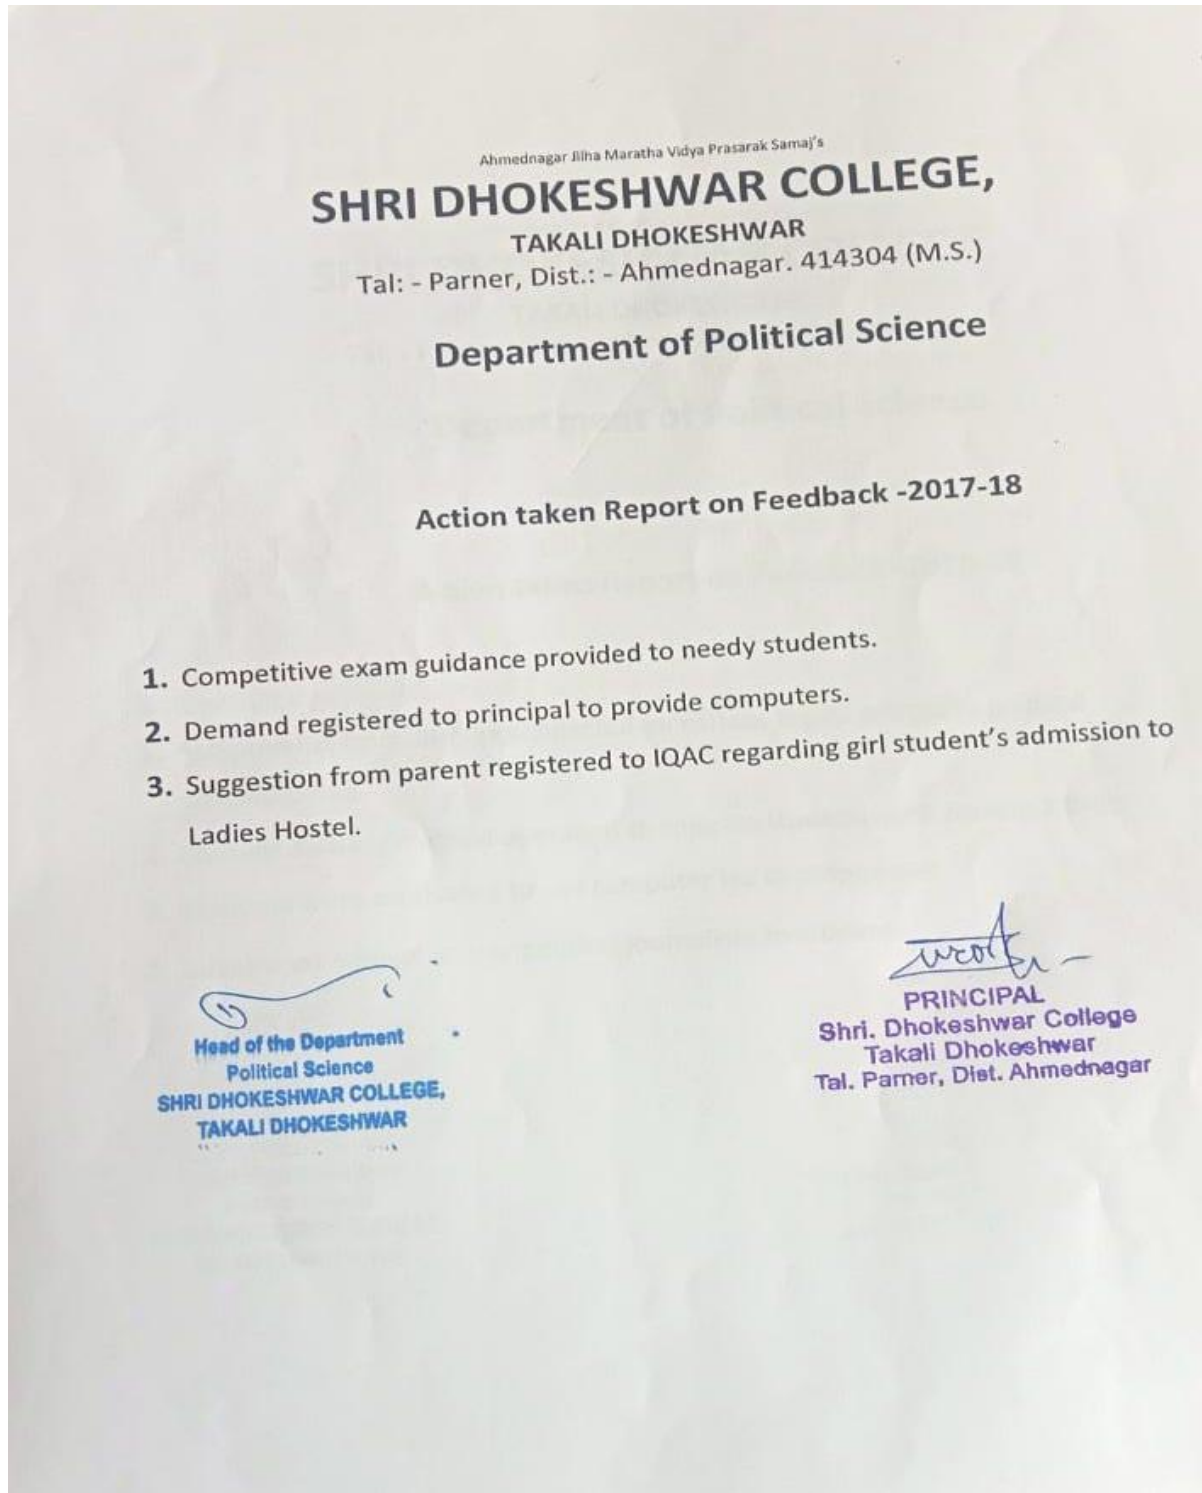 Ahmednagar Jilha Maratha Vidya Prasarak Samaj's
SHRI DHOKESHWAR COLLEGE,
TAKALI DHOKESHWAR
Tal: - Parner, Dist.: - Ahmednagar. 414304 (M.S.)
Department of Political Science
Action taken Report on Feedback -2017-18
1. Competitive exam guidance provided to needy students.
2. Demand registered to principal to provide computers.
3. Suggestion from parent registered to IQAC regarding girl student's admission to
Ladies Hostel.
Head of the Department
Political Science
SHRI DHOKESHWAR COLLEGE,
TAKALI DHOKESHWAR
PRINCIPAL
Shri. Dhokeshwar College
Takali Dhokeshwar
Tal. Parner, Dist. Ahmednagar